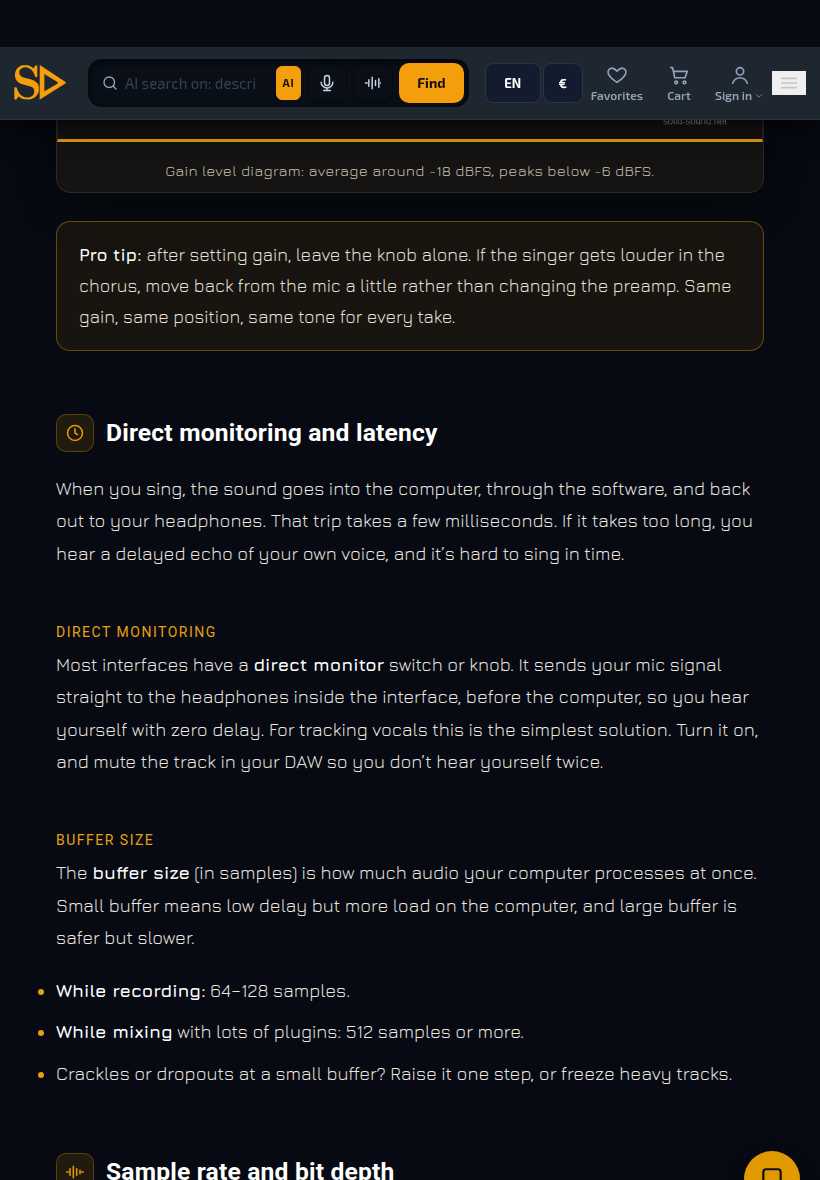 SD
AI search on: descri
AI
Find
EN
€
Favorites
Cart
Sign in
solid-sound.net
Gain level diagram: average around -18 dBFS, peaks below -6 dBFS.
Pro tip: after setting gain, leave the knob alone. If the singer gets louder in the
chorus, move back from the mic a little rather than changing the preamp. Same
gain, same position, same tone for every take.
Direct monitoring and latency
When you sing, the sound goes into the computer, through the software, and back
out to your headphones. That trip takes a few milliseconds. If it takes too long, you
hear a delayed echo of your own voice, and it's hard to sing in time.
DIRECT MONITORING
Most interfaces have a direct monitor switch or knob. It sends your mic signal
straight to the headphones inside the interface, before the computer, so you hear
yourself with zero delay. For tracking vocals this is the simplest solution. Turn it on,
and mute the track in your DAW so you don't hear yourself twice.
BUFFER SIZE
The buffer size (in samples) is how much audio your computer processes at once.
Small buffer means low delay but more load on the computer, and large buffer is
safer but slower.
While recording: 64–128 samples.
While mixing with lots of plugins: 512 samples or more.
Crackles or dropouts at a small buffer? Raise it one step, or freeze heavy tracks.
Sample rate and bit depth